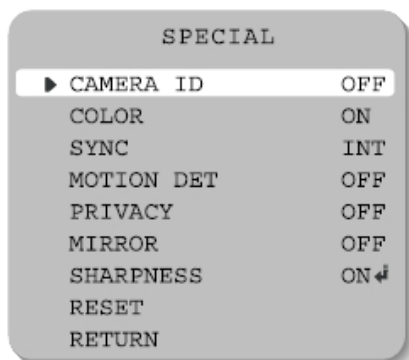 SPECIAL
▶ CAMERA ID OFF
COLOR ON
SYNC INT
MOTION DET OFF
PRIVACY OFF
MIRROR OFF
SHARPNESS ON↲
RESET
RETURN